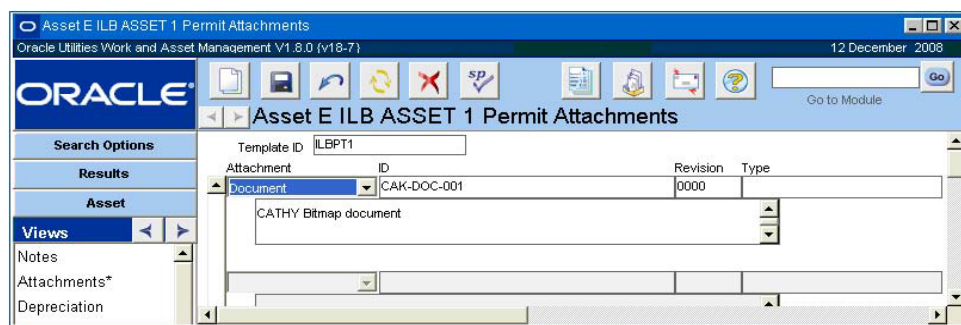 Asset E ILB ASSET 1 Permit Attachments
Oracle Utilities Work and Asset Management V1.8.0 (v18-7) 12 December 2008
ORACLE
sp
Go
Go to Module
Asset E ILB ASSET 1 Permit Attachments
Search Options
Results
Asset
Views
Notes
Attachments*
Depreciation
Template ID ILBPT1
Attachment ID Revision Type
Document CAK-DOC-001 0000
CATHY Bitmap document